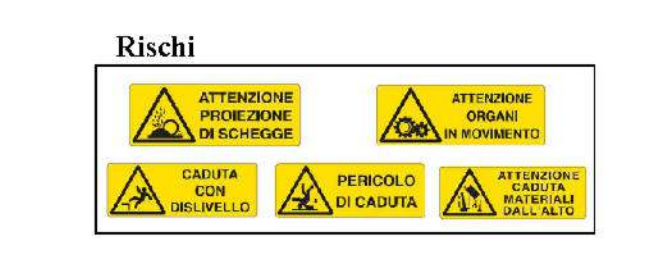 Rischi
ATTENZIONE
PROIEZIONE
DI SCHEGGE
ATTENZIONE
ORGANI
IN MOVIMENTO
CADUTA
CON
DISLIVELLO
PERICOLO
DI CADUTA
ATTENZIONE
CADUTA
MATERIALI
DALL'ALTO